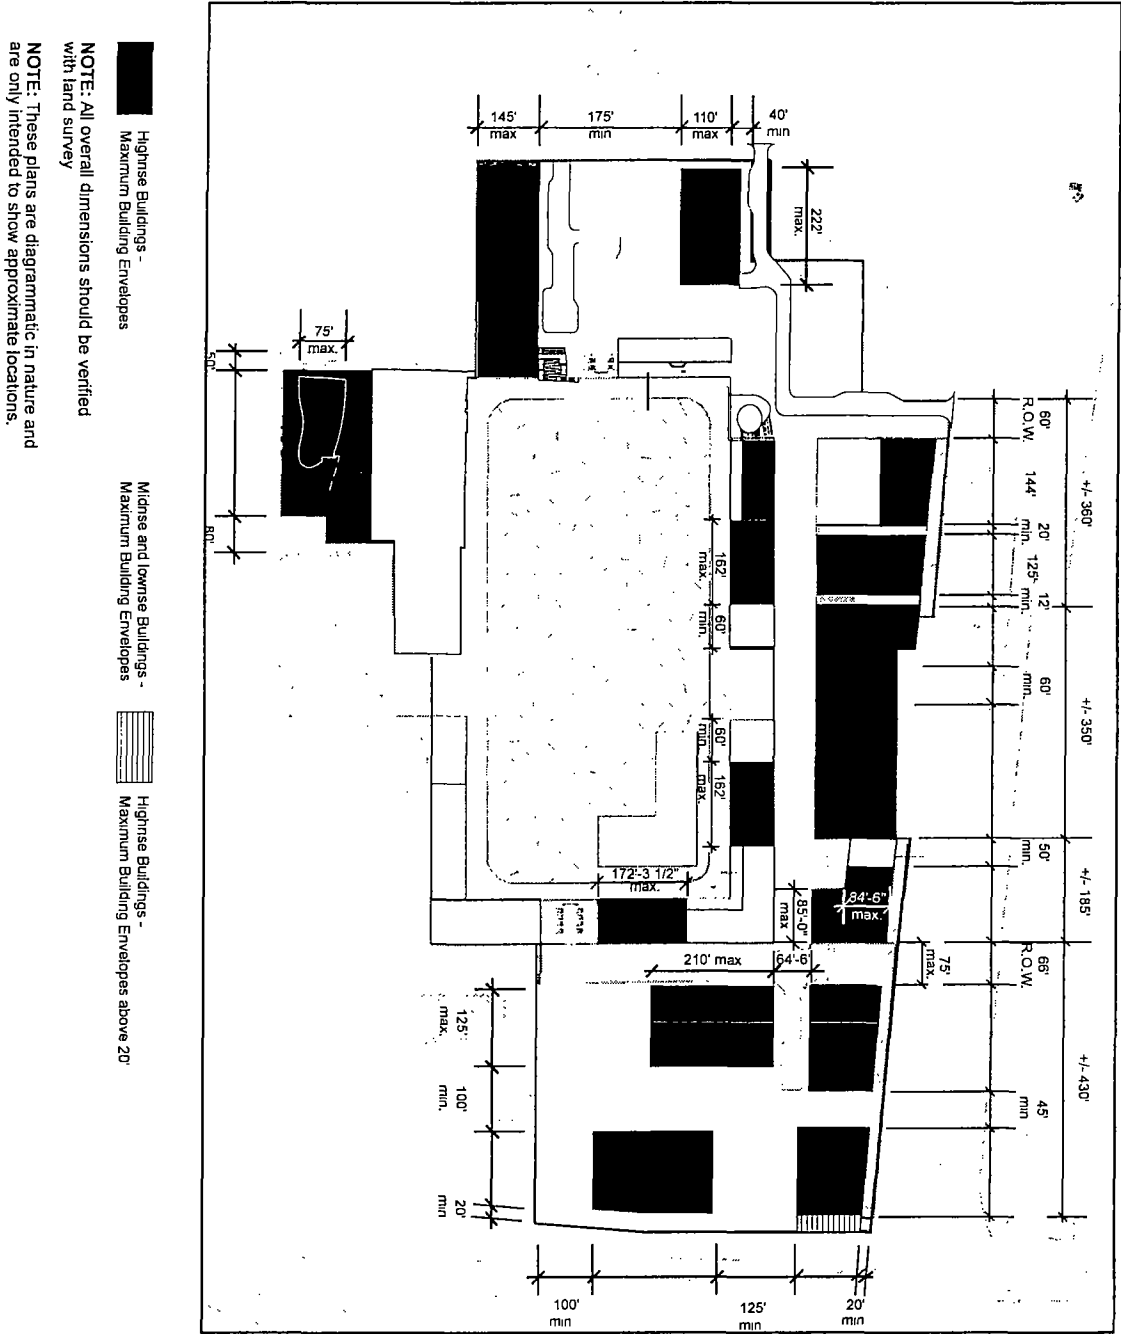 145'
max
175'
min
110'
max
40'
min
222'
max.
75'
max.
50'
80'
60'
R.O.W.
144'
20'
min.
125'
min.
12'
60'
min.
50'
min.
66'
R.O.W.
45'
min
+/- 360'
+/- 350'
+/- 185'
+/- 430'
162'
max.
60'
min.
60'
min.
162'
max.
172'-3 1/2"
max.
85'-0"
max
84'-6"
max.
75'
max.
210' max
64'-6'
125'
max.
100'
min.
20'
min
100'
min
125'
min
20'
min
Highrise Buildings -
Maximum Building Envelopes
Midrise and lowrise Buildings -
Maximum Building Envelopes
Highrise Buildings -
Maximum Building Envelopes above 20'
NOTE: All overall dimensions should be verified
with land survey
NOTE: These plans are diagrammatic in nature and
are only intended to show approximate locations.